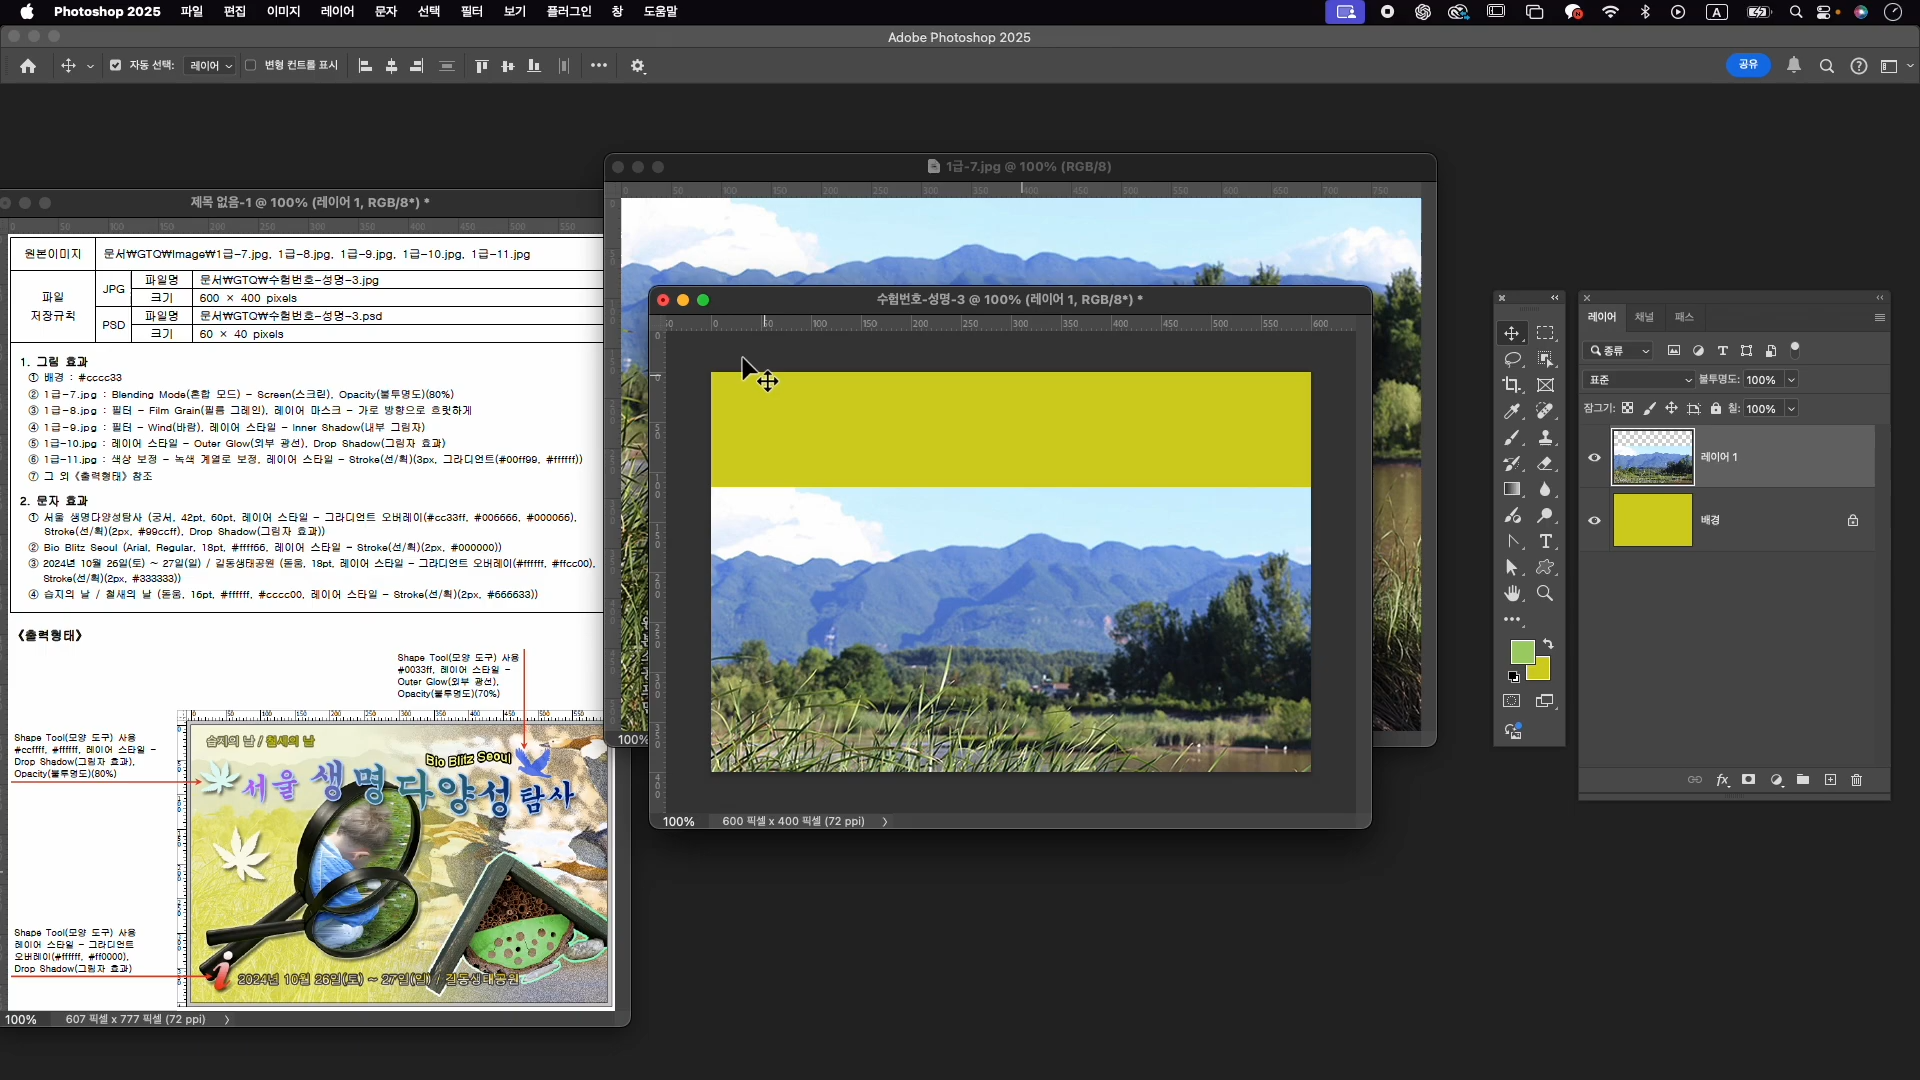 Photoshop 2025 파일 편집 이미지 레이어 문자 선택 필터 보기 플러그인 창 도움말
Adobe Photoshop 2025
자동 선택: 레이어 변형 컨트롤 표시
공유
1급-7.jpg @ 100% (RGB/8)
제목 없음-1 @ 100% (레이어 1, RGB/8*) *
원본이미지 문서₩GTQ₩Image₩1급-7.jpg, 1급-8.jpg, 1급-9.jpg, 1급-10.jpg, 1급-11.jpg
파일 저장규칙
JPG 파일명 문서₩GTQ₩수험번호-성명-3.jpg
크기 600 × 400 pixels
PSD 파일명 문서₩GTQ₩수험번호-성명-3.psd
크기 60 × 40 pixels
1. 그림 효과
① 배경 : #cccc33
② 1급-7.jpg : Blending Mode(혼합 모드) - Screen(스크린), Opacity(불투명도)(80%)
③ 1급-8.jpg : 필터 - Film Grain(필름 그레인), 레이어 마스크 - 가로 방향으로 흐릿하게
④ 1급-9.jpg : 필터 - Wind(바람), 레이어 스타일 - Inner Shadow(내부 그림자)
⑤ 1급-10.jpg : 레이어 스타일 - Outer Glow(외부 광선), Drop Shadow(그림자 효과)
⑥ 1급-11.jpg : 색상 보정 - 녹색 계열로 보정, 레이어 스타일 - Stroke(선/획)(3px, 그라디언트(#00ff99, #ffffff))
⑦ 그 외《출력형태》참조
2. 문자 효과
① 서울 생명다양성탐사 (궁서, 42pt, 60pt, 레이어 스타일 - 그라디언트 오버레이(#cc33ff, #006666, #000066),
Stroke(선/획)(2px, #99ccff), Drop Shadow(그림자 효과))
② Bio Blitz Seoul (Arial, Regular, 18pt, #ffff66, 레이어 스타일 - Stroke(선/획)(2px, #000000))
③ 2024년 10월 26일(토) ~ 27일(일) / 길동생태공원 (돋움, 18pt, 레이어 스타일 - 그라디언트 오버레이(#ffffff, #ffcc00),
Stroke(선/획)(2px, #333333))
④ 습지의 날 / 철새의 날 (돋움, 16pt, #ffffff, #cccc00, 레이어 스타일 - Stroke(선/획)(2px, #666633))
《출력형태》
Shape Tool(모양 도구) 사용
#0033ff, 레이어 스타일 -
Outer Glow(외부 광선),
Opacity(불투명도)(70%)
Shape Tool(모양 도구) 사용
#ccffff, #ffffff, 레이어 스타일 -
Drop Shadow(그림자 효과),
Opacity(불투명도)(80%)
Shape Tool(모양 도구) 사용
레이어 스타일 - 그라디언트
오버레이(#ffffff, #ff0000),
Drop Shadow(그림자 효과)
습지의 날 / 철새의 날
Bio Blitz Seoul
서울 생명다양성탐사
2024년 10월 26일(토) ~ 27일(일) / 길동생태공원
100% 607 픽셀 x 777 픽셀 (72 ppi)
100%
수험번호-성명-3 @ 100% (레이어 1, RGB/8*) *
0 50 100 150 200 250 300 350 400 450 500 550 600
100% 600 픽셀 x 400 픽셀 (72 ppi)
레이어 채널 패스
종류
표준 불투명도: 100%
잠그기: 칠: 100%
레이어 1
배경